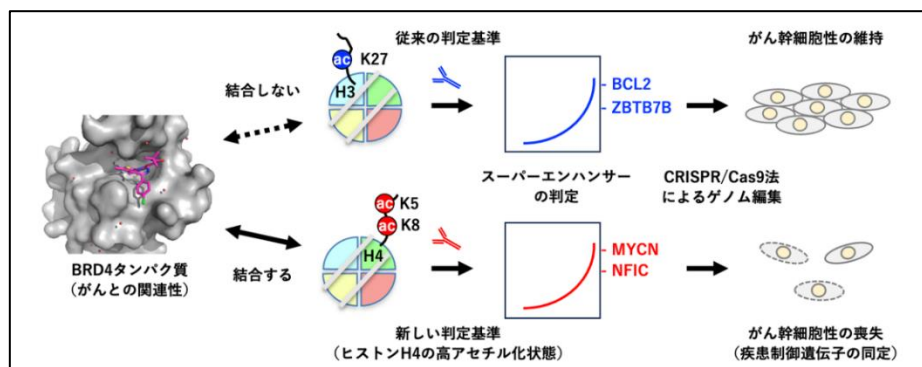 従来の判定基準
がん幹細胞性の維持
ac
K27
結合しない
H3
BCL2
ZBTB7B
スーパーエンハンサー
の判定
CRISPR/Cas9法
によるゲノム編集
ac
K5
ac
K8
H4
BRD4タンパク質
(がんとの関連性)
結合する
MYCN
NFIC
新しい判定基準
(ヒストンH4の高アセチル化状態)
がん幹細胞性の喪失
(疾患制御遺伝子の同定)